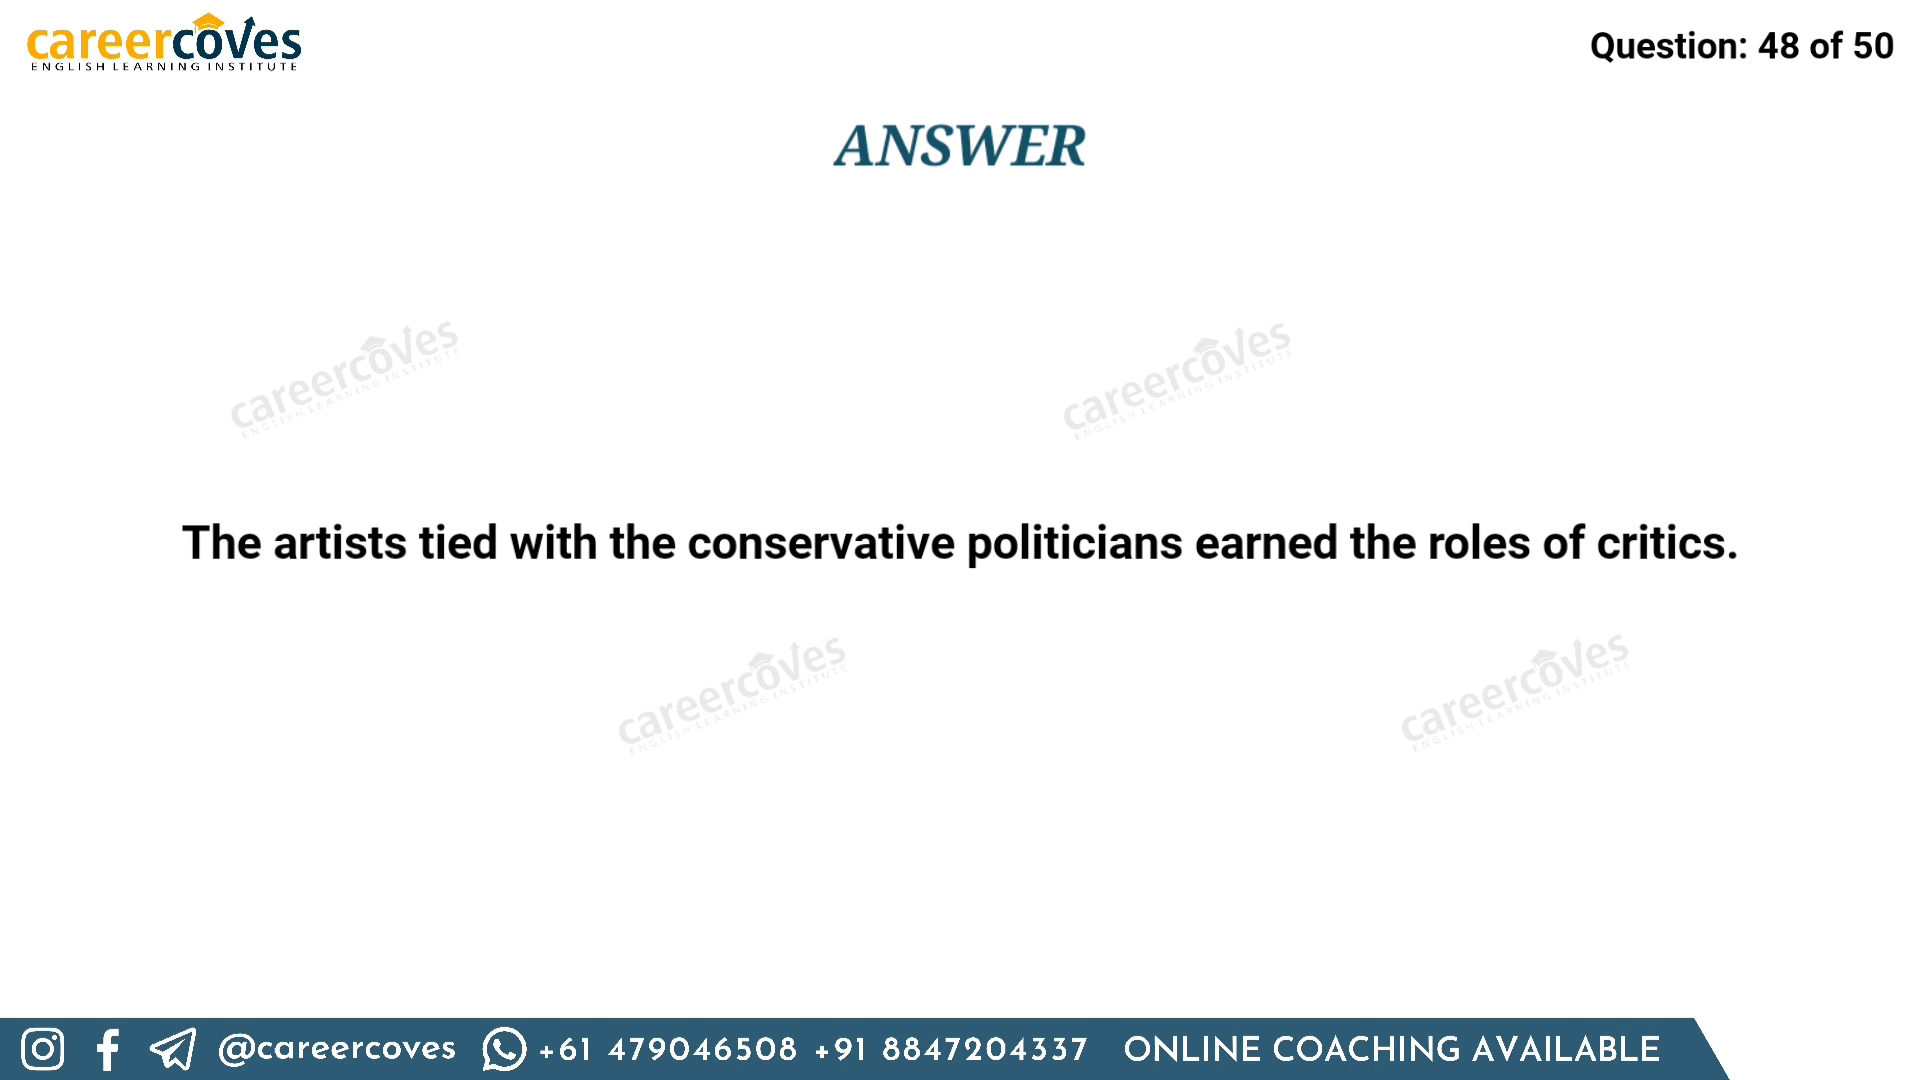 careercoves
ENGLISH LEARNING INSTITUTE
Question: 48 of 50
ANSWER
careercoves
ENGLISH LEARNING INSTITUTE
careercoves
ENGLISH LEARNING INSTITUTE
The artists tied with the conservative politicians earned the roles of critics.
careercoves
ENGLISH LEARNING INSTITUTE
careercoves
ENGLISH LEARNING INSTITUTE
@careercoves +61 479046508 +91 8847204337 ONLINE COACHING AVAILABLE